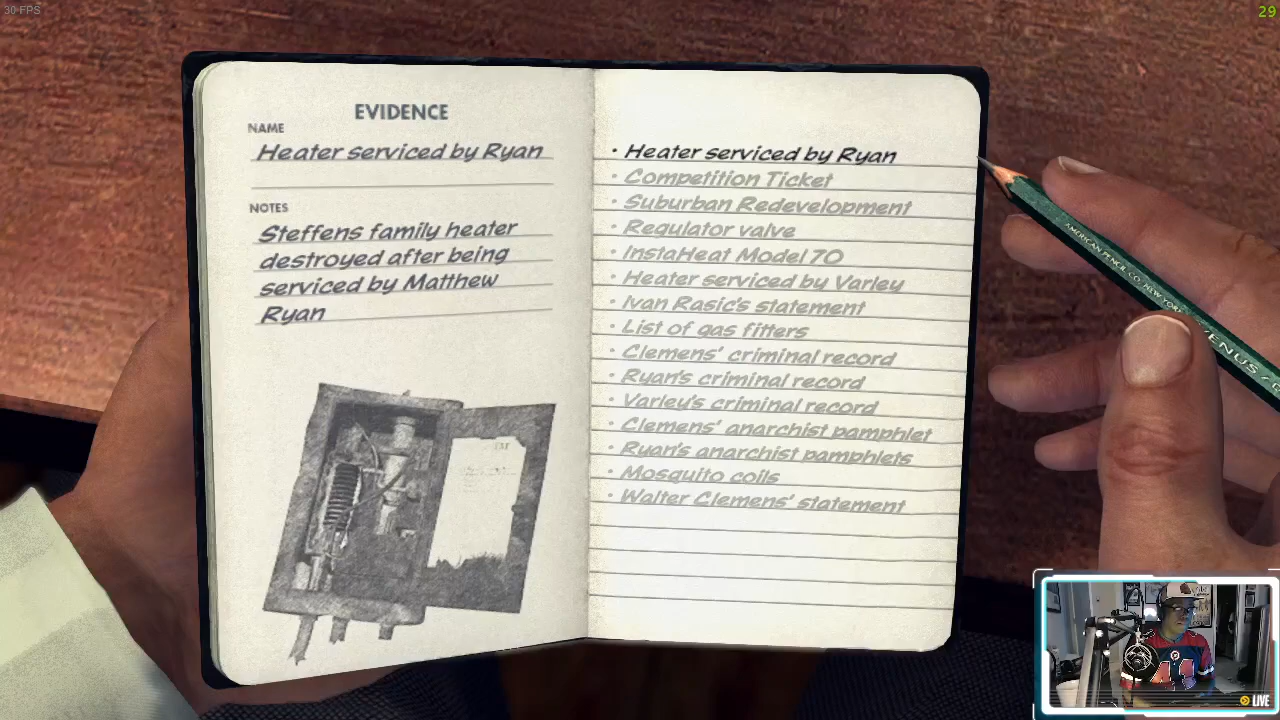 30 FPS
29
EVIDENCE
NAME
Heater serviced by Ryan
NOTES
Steffens family heater
destroyed after being
serviced by Matthew
Ryan
· Heater serviced by Ryan
· Competition Ticket
· Suburban Redevelopment
· Regulator valve
· InstaHeat Model 70
· Heater serviced by Varley
· Ivan Rasic's statement
· List of gas fitters
· Clemens' criminal record
· Ryan's criminal record
· Varley's criminal record
· Clemens' anarchist pamphlet
· Ryan's anarchist pamphlets
· Mosquito coils
· Walter Clemens' statement
AMERICAN PENCIL CO. NEW YORK
VENUS
LIVE